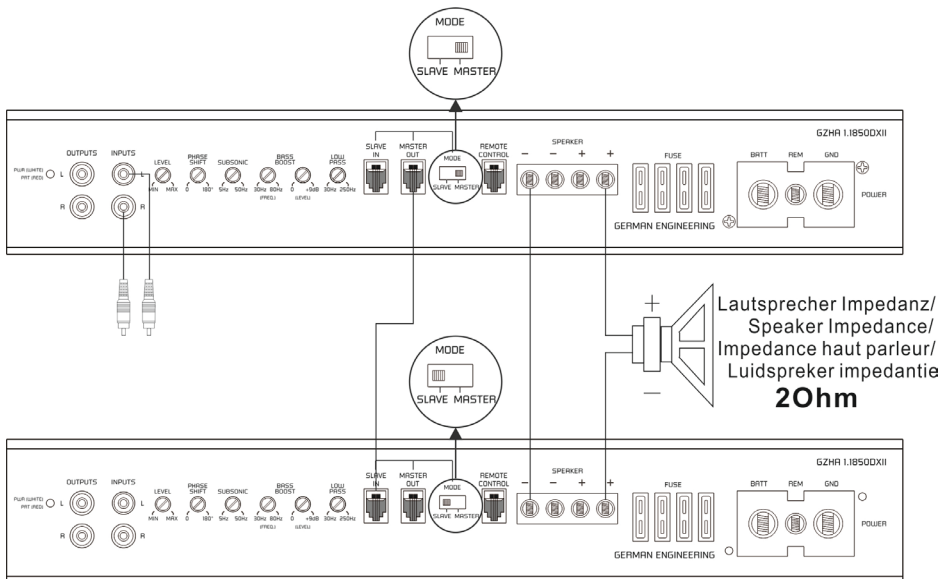 MODE
SLAVE MASTER
GZHA 1.1850DXII
OUTPUTS INPUTS LEVEL PHASE SHIFT SUBSONIC BASS BOOST LOW PASS SLAVE IN MASTER OUT MODE REMOTE CONTROL SPEAKER FUSE BATT REM GND
PWR (WHITE) L L
PRT (RED)
SLAVE MASTER
− − + +
POWER
MIN MAX 0 180° 5Hz 50Hz 30Hz 80Hz 0 +9dB 30Hz 250Hz
(FREQ.) (LEVEL)
R R
GERMAN ENGINEERING
+
Lautsprecher Impedanz/
Speaker Impedance/
Impedance haut parleur/
Luidspreker impedantie
2Ohm
−
MODE
SLAVE MASTER
GZHA 1.1850DXII
OUTPUTS INPUTS LEVEL PHASE SHIFT SUBSONIC BASS BOOST LOW PASS SLAVE IN MASTER OUT MODE REMOTE CONTROL SPEAKER FUSE BATT REM GND
PWR (WHITE) L L
PRT (RED)
SLAVE MASTER
− − + +
POWER
MIN MAX 0 180° 5Hz 50Hz 30Hz 80Hz 0 +9dB 30Hz 250Hz
(FREQ.) (LEVEL)
R R
GERMAN ENGINEERING